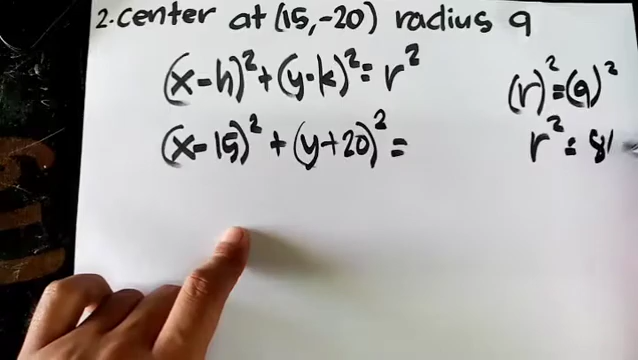 2. center at (15,-20) radius 9
(x-h)² + (y-k)² = r²
(r)² = (9)²
(x-15)² + (y+20)² =
r² = 81